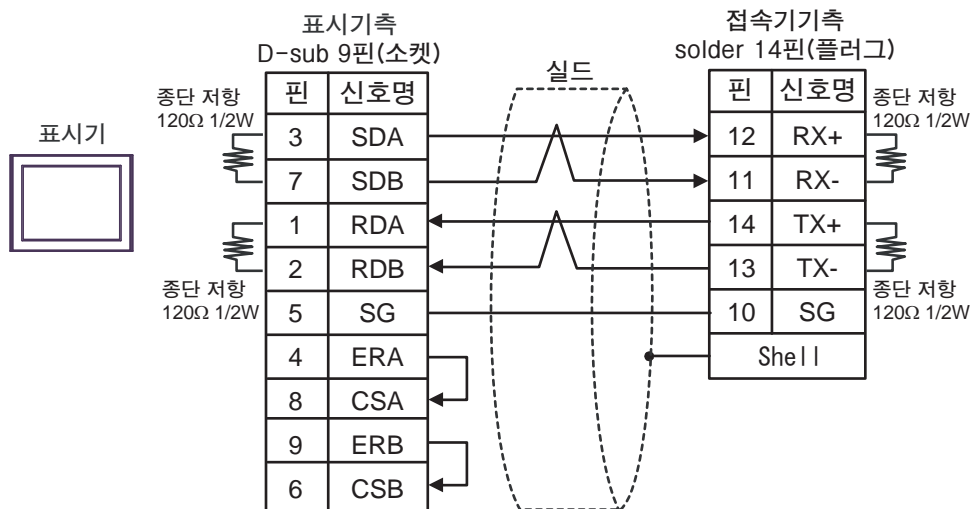 표시기
표시기측
D-sub 9핀(소켓)
종단 저항
120Ω 1/2W
핀 신호명
3 SDA
7 SDB
1 RDA
2 RDB
5 SG
4 ERA
8 CSA
9 ERB
6 CSB
종단 저항
120Ω 1/2W
실드
접속기기측
solder 14핀(플러그)
핀 신호명
12 RX+
11 RX-
14 TX+
13 TX-
10 SG
Shell
종단 저항
120Ω 1/2W
종단 저항
120Ω 1/2W